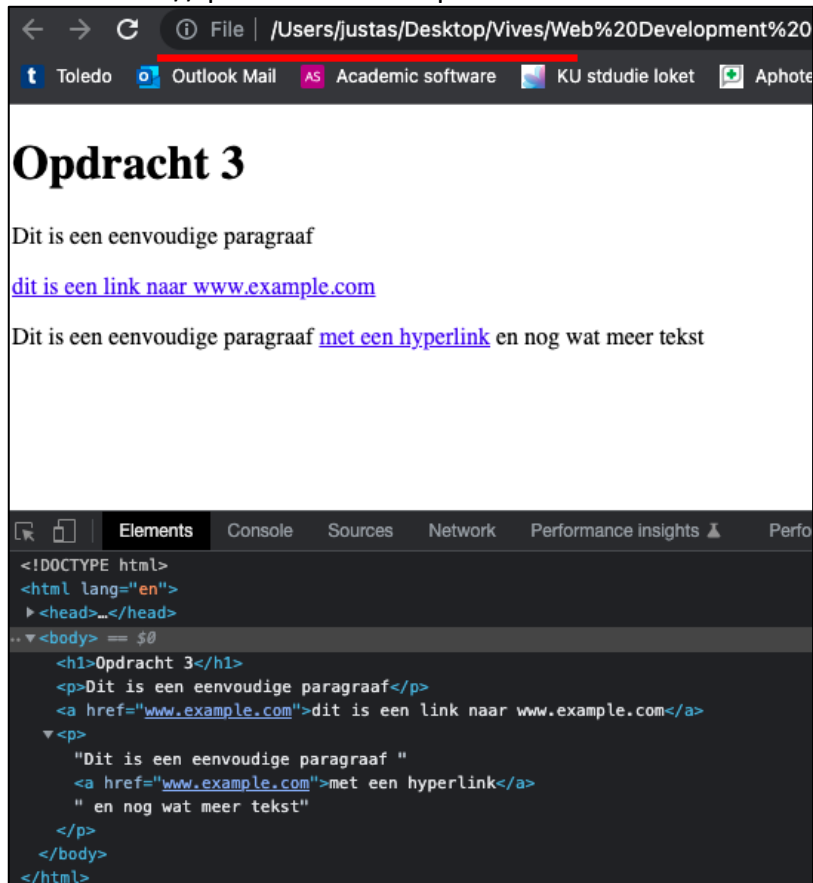 File | /Users/justas/Desktop/Vives/Web%20Development%20
t Toledo Outlook Mail AS Academic software KU stdudie loket Aphote
Opdracht 3
Dit is een eenvoudige paragraaf
dit is een link naar www.example.com
Dit is een eenvoudige paragraaf met een hyperlink en nog wat meer tekst
Elements Console Sources Network Performance insights Perfo
<!DOCTYPE html>
<html lang="en">
<head>…</head>
<body> == $0
<h1>Opdracht 3</h1>
<p>Dit is een eenvoudige paragraaf</p>
<a href="www.example.com">dit is een link naar www.example.com</a>
<p>
"Dit is een eenvoudige paragraaf "
<a href="www.example.com">met een hyperlink</a>
" en nog wat meer tekst"
</p>
</body>
</html>